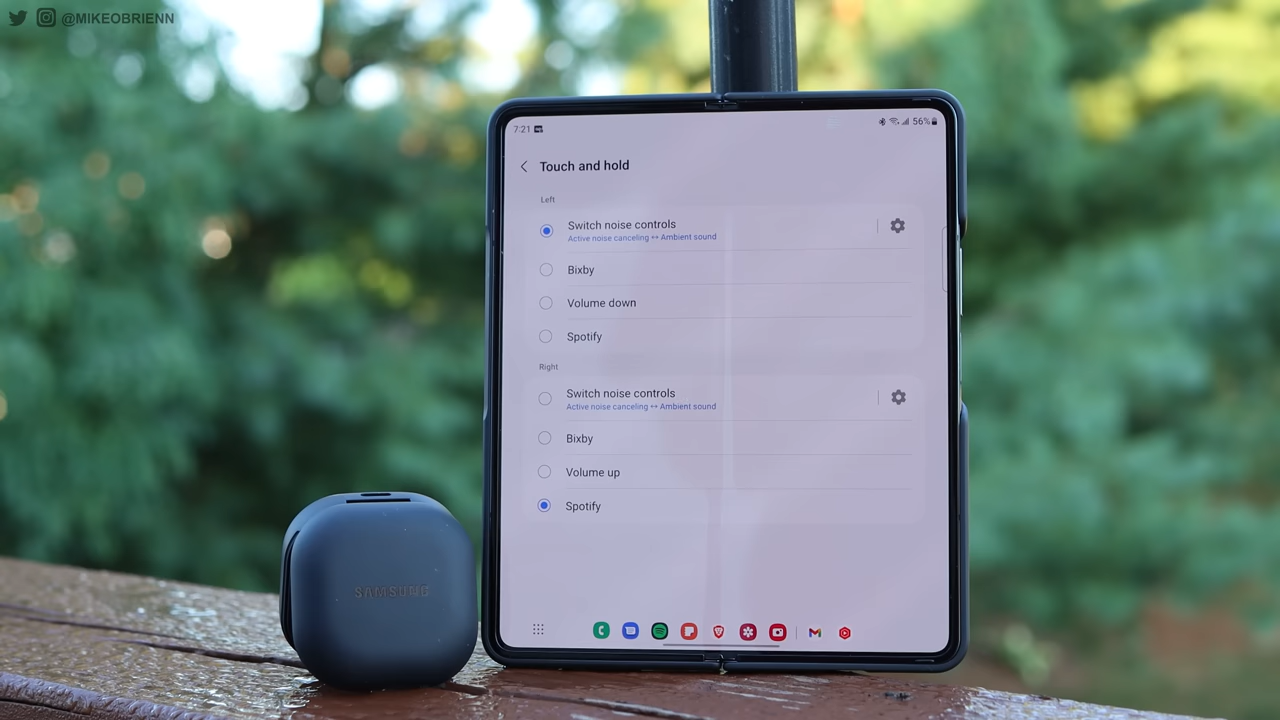 @MIKEOBRIENN
7:21
56%
Touch and hold
Left
Switch noise controls
Active noise canceling ↔ Ambient sound
Bixby
Volume down
Spotify
Right
Switch noise controls
Active noise canceling ↔ Ambient sound
Bixby
Volume up
Spotify
SAMSUNG